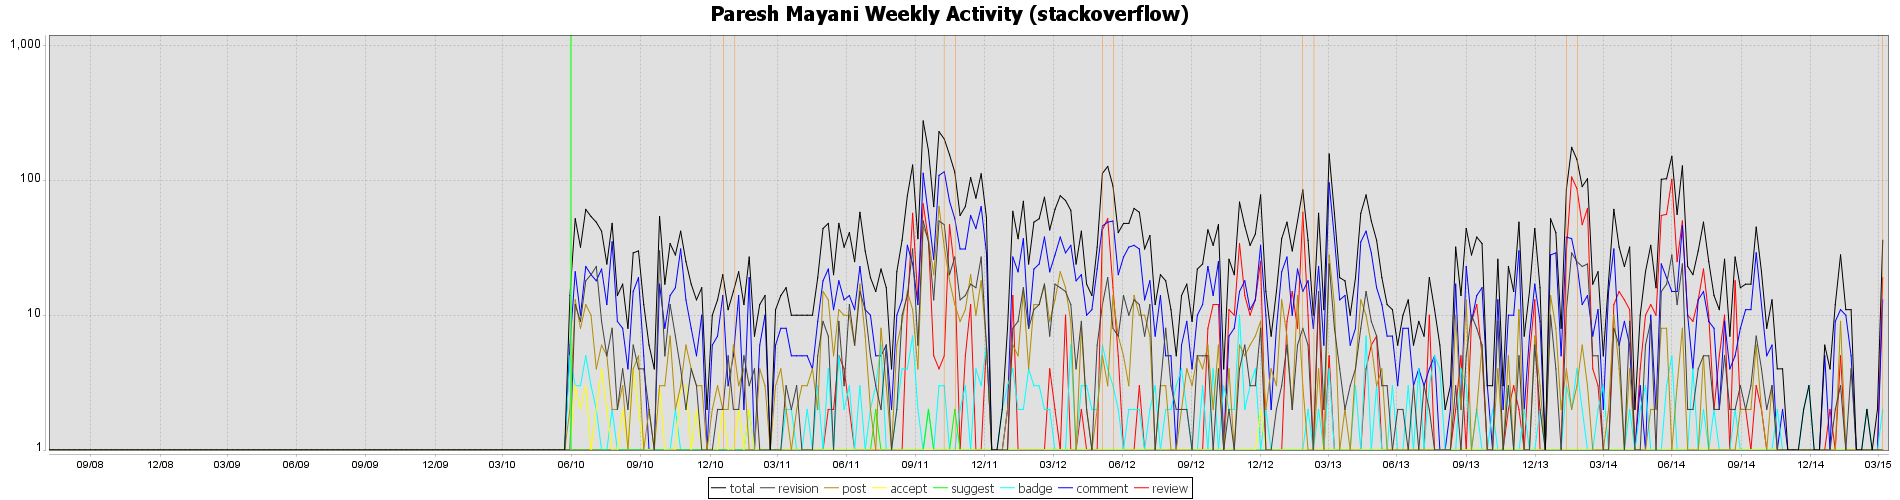 Paresh Mayani Weekly Activity (stackoverflow)
1,000
100
10
1
09/08 12/08 03/09 06/09 09/09 12/09 03/10 06/10 09/10 12/10 03/11 06/11 09/11 12/11 03/12 06/12 09/12 12/12 03/13 06/13 09/13 12/13 03/14 06/14 09/14 12/14 03/15
total revision post accept suggest badge comment review